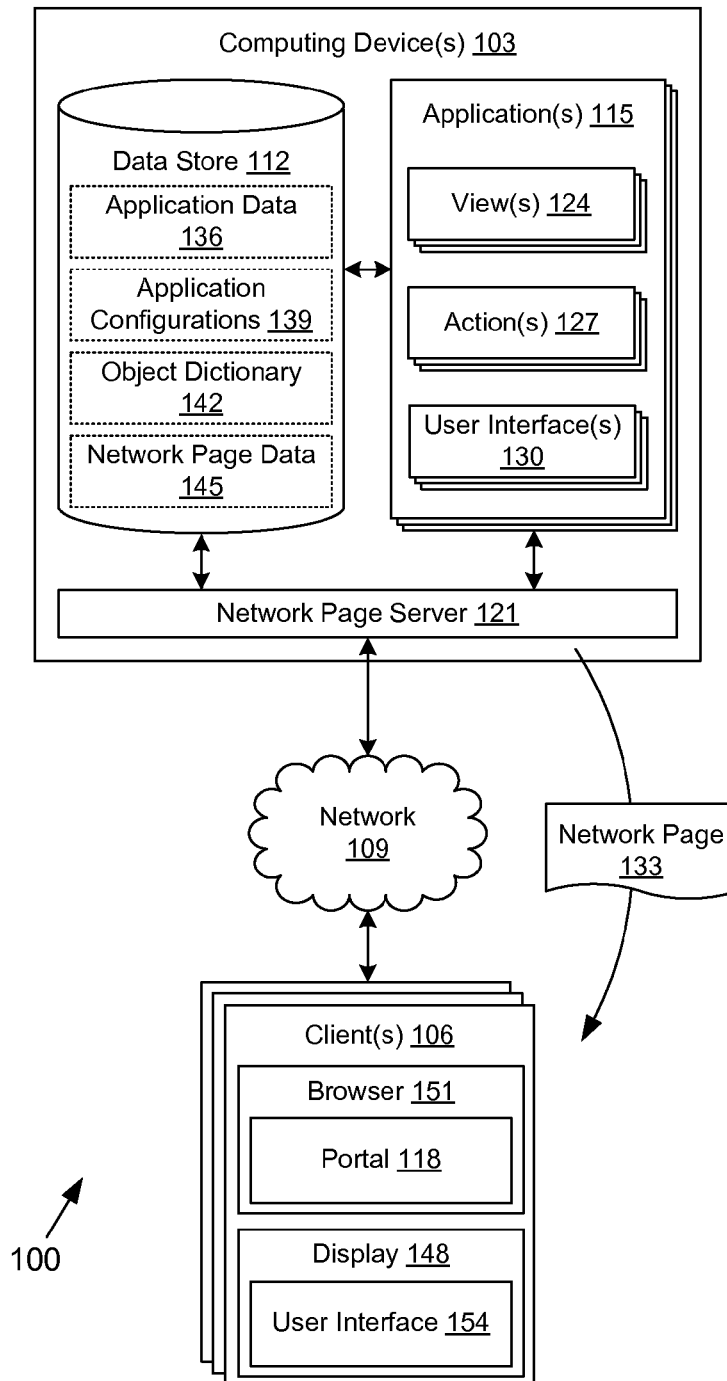 Computing Device(s) 103
Data Store 112
Application Data
136
Application
Configurations 139
Object Dictionary
142
Network Page Data
145
Application(s) 115
View(s) 124
Action(s) 127
User Interface(s)
130
Network Page Server 121
Network
109
Network Page
133
Client(s) 106
Browser 151
Portal 118
Display 148
User Interface 154
100